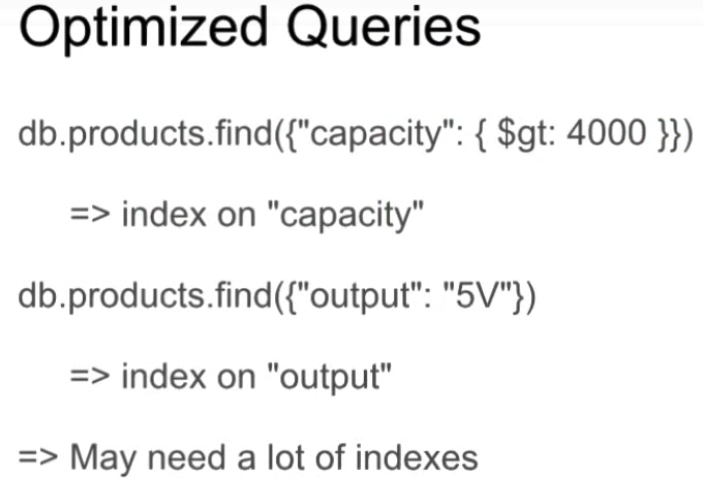 Optimized Queries
db.products.find({"capacity": { $gt: 4000 }})
=> index on "capacity"
db.products.find({"output": "5V"})
=> index on "output"
=> May need a lot of indexes